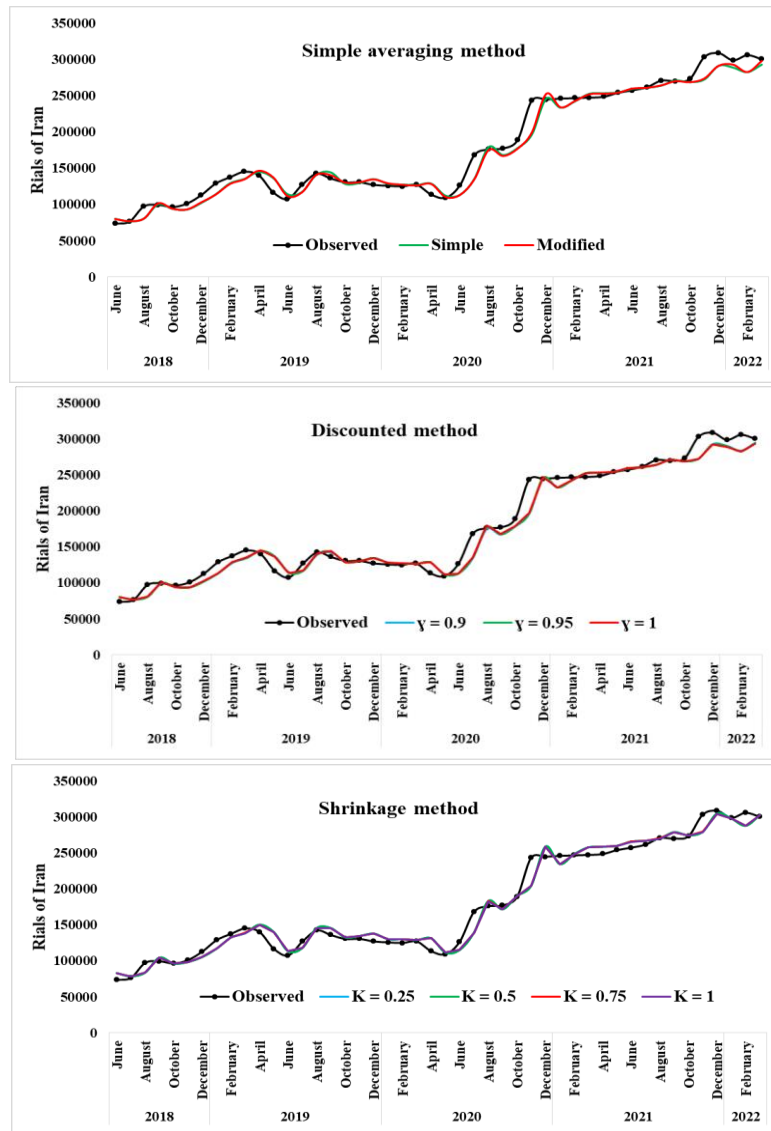 350000
Simple averaging method
300000
250000
200000
150000
100000
50000
0
Rials of Iran
Observed Simple Modified
June August October December February April June August October December February April June August October December February April June August October December February
2018 2019 2020 2021 2022
350000
Discounted method
300000
250000
200000
150000
100000
50000
0
Rials of Iran
Observed ɣ = 0.9 ɣ = 0.95 ɣ = 1
June August October December February April June August October December February April June August October December February April June August October December February
2018 2019 2020 2021 2022
350000
Shrinkage method
300000
250000
200000
150000
100000
50000
0
Rials of Iran
Observed K = 0.25 K = 0.5 K = 0.75 K = 1
June August October December February April June August October December February April June August October December February April June August October December February
2018 2019 2020 2021 2022